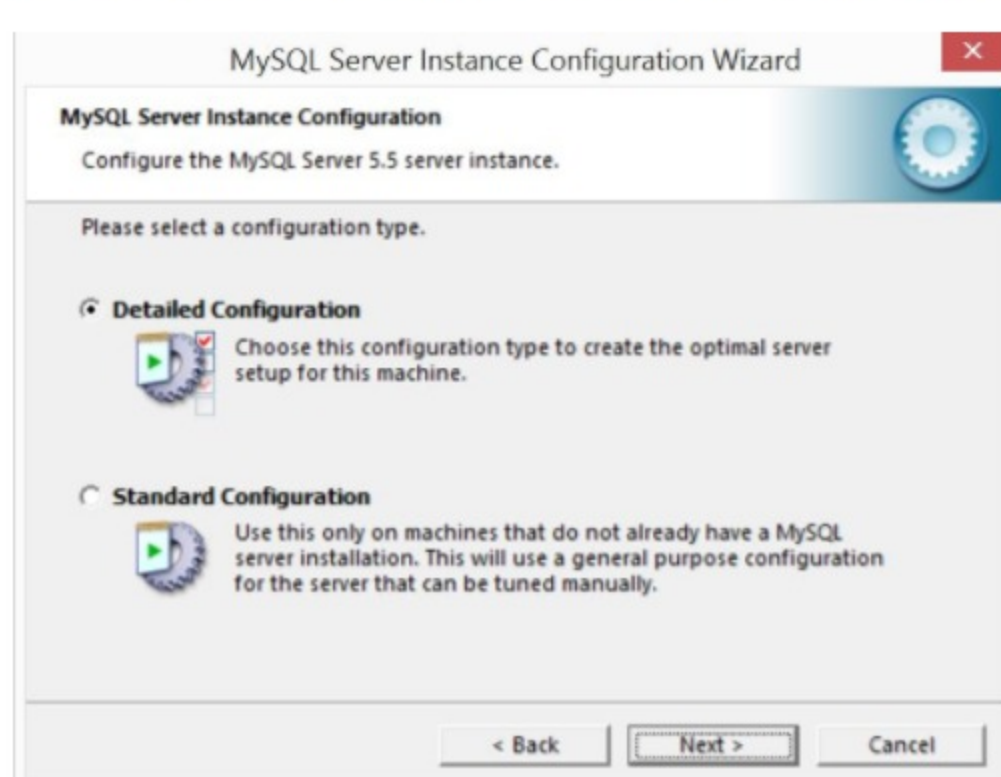 MySQL Server Instance Configuration Wizard
MySQL Server Instance Configuration
Configure the MySQL Server 5.5 server instance.
Please select a configuration type.
Detailed Configuration
Choose this configuration type to create the optimal server
setup for this machine.
Standard Configuration
Use this only on machines that do not already have a MySQL
server installation. This will use a general purpose configuration
for the server that can be tuned manually.
< Back
Next >
Cancel